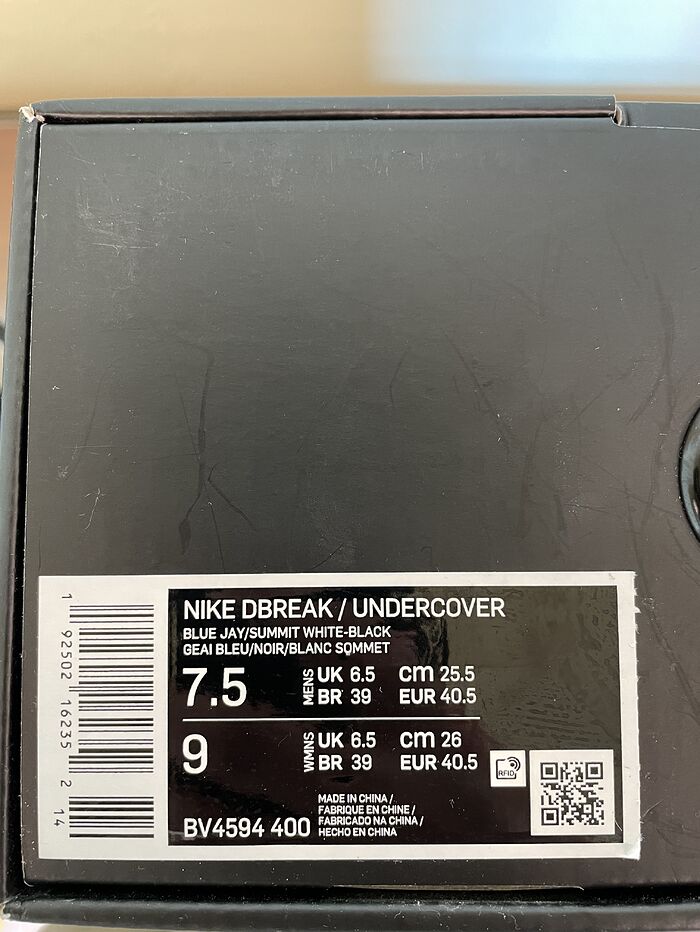 NIKE DBREAK / UNDERCOVER
BLUE JAY/SUMMIT WHITE-BLACK
GEAI BLEU/NOIR/BLANC SOMMET
7.5 MENS UK 6.5 cm 25.5
BR 39 EUR 40.5
9 WMNS UK 6.5 cm 26
BR 39 EUR 40.5
RFID
MADE IN CHINA /
FABRIQUE EN CHINE /
FABRICADO NA CHINA /
HECHO EN CHINA
BV4594 400
1 92502 16235 2 14